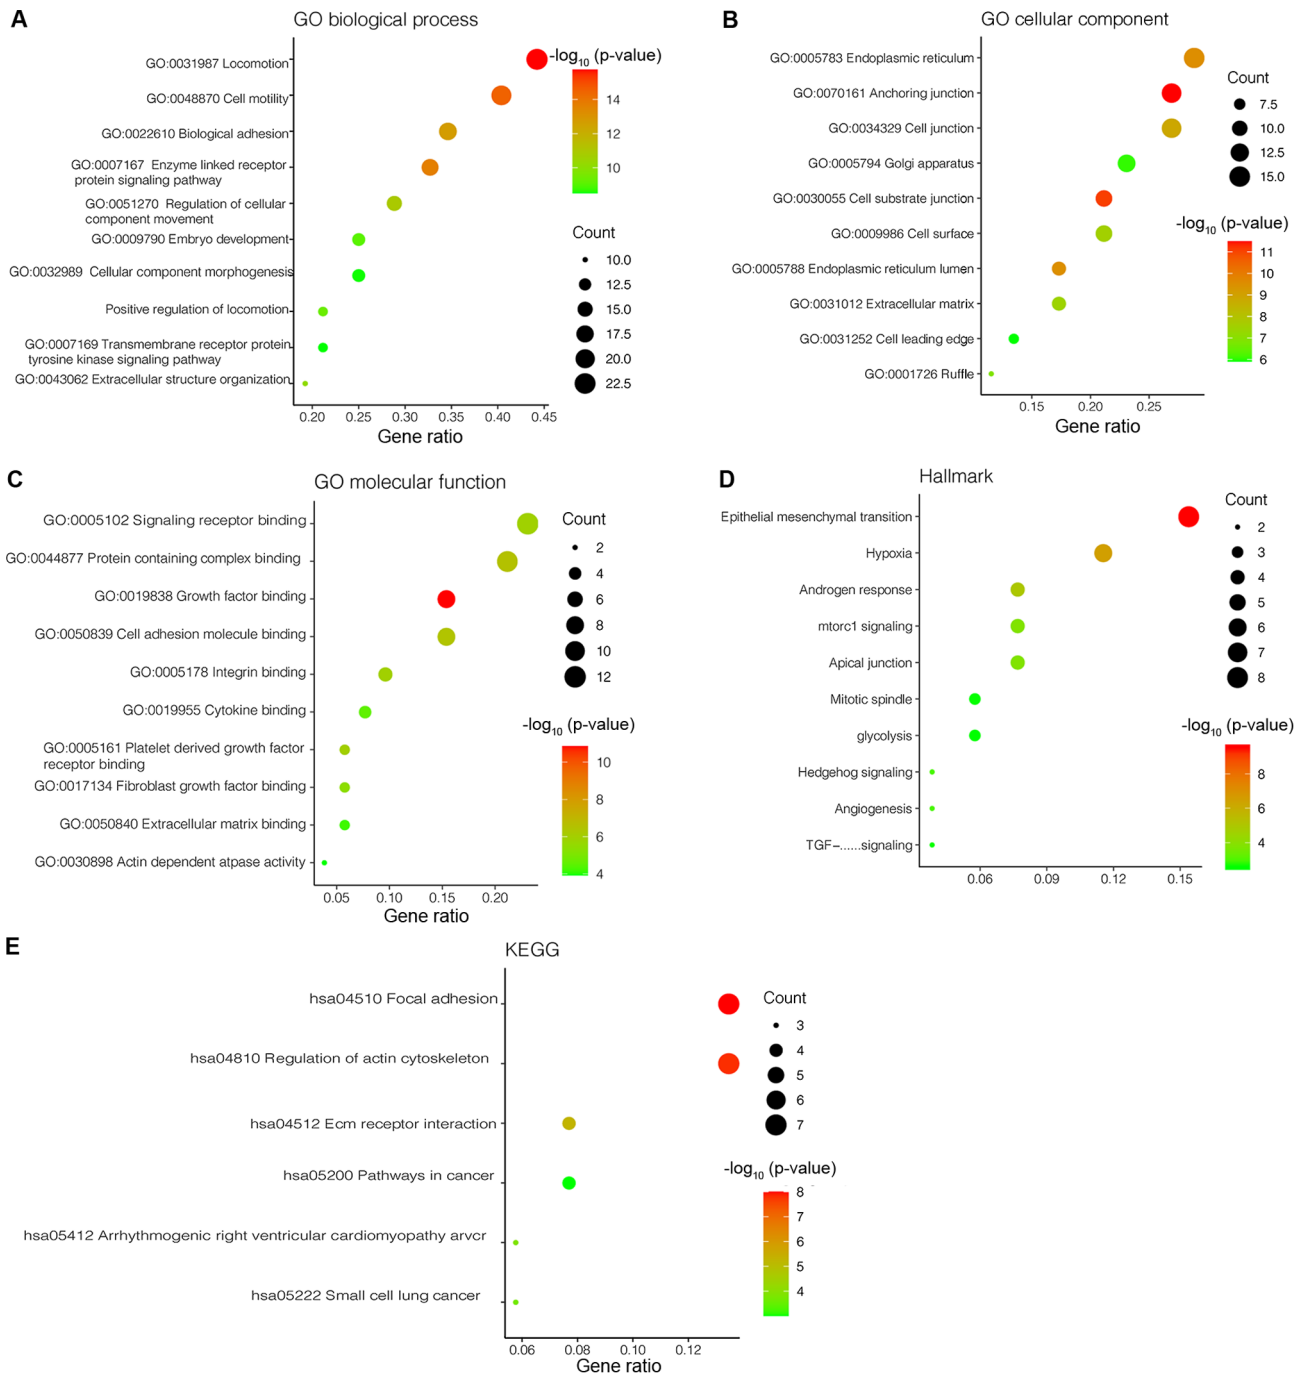 A
GO biological process
GO:0031987 Locomotion
GO:0048870 Cell motility
GO:0022610 Biological adhesion
GO:0007167 Enzyme linked receptor
protein signaling pathway
GO:0051270 Regulation of cellular
component movement
GO:0009790 Embryo development
GO:0032989 Cellular component morphogenesis
Positive regulation of locomotion
GO:0007169 Transmembrane receptor protein
tyrosine kinase signaling pathway
GO:0043062 Extracellular structure organization
0.20 0.25 0.30 0.35 0.40 0.45
Gene ratio
-log10 (p-value)
14
12
10
Count
10.0
12.5
15.0
17.5
20.0
22.5
B
GO cellular component
GO:0005783 Endoplasmic reticulum
GO:0070161 Anchoring junction
GO:0034329 Cell junction
GO:0005794 Golgi apparatus
GO:0030055 Cell substrate junction
GO:0009986 Cell surface
GO:0005788 Endoplasmic reticulum lumen
GO:0031012 Extracellular matrix
GO:0031252 Cell leading edge
GO:0001726 Ruffle
0.15 0.20 0.25
Gene ratio
Count
7.5
10.0
12.5
15.0
-log10 (p-value)
11
10
9
8
7
6
C
GO molecular function
GO:0005102 Signaling receptor binding
GO:0044877 Protein containing complex binding
GO:0019838 Growth factor binding
GO:0050839 Cell adhesion molecule binding
GO:0005178 Integrin binding
GO:0019955 Cytokine binding
GO:0005161 Platelet derived growth factor
receptor binding
GO:0017134 Fibroblast growth factor binding
GO:0050840 Extracellular matrix binding
GO:0030898 Actin dependent atpase activity
0.05 0.10 0.15 0.20
Gene ratio
Count
2
4
6
8
10
12
-log10 (p-value)
10
8
6
4
D
Hallmark
Epithelial mesenchymal transition
Hypoxia
Androgen response
mtorc1 signaling
Apical junction
Mitotic spindle
glycolysis
Hedgehog signaling
Angiogenesis
TGF−......signaling
0.06 0.09 0.12 0.15
Count
2
3
4
5
6
7
8
-log10 (p-value)
8
6
4
E
KEGG
hsa04510 Focal adhesion
hsa04810 Regulation of actin cytoskeleton
hsa04512 Ecm receptor interaction
hsa05200 Pathways in cancer
hsa05412 Arrhythmogenic right ventricular cardiomyopathy arvcr
hsa05222 Small cell lung cancer
0.06 0.08 0.10 0.12
Gene ratio
Count
3
4
5
6
7
-log10 (p-value)
8
7
6
5
4